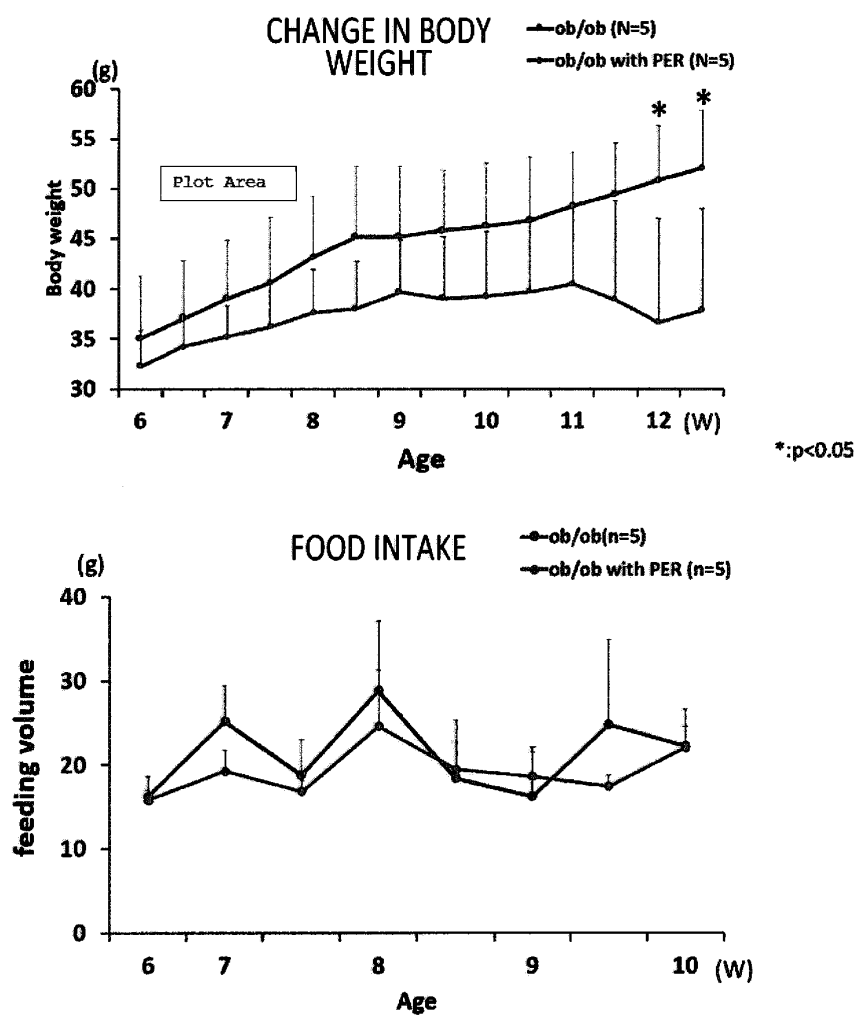 CHANGE IN BODY
WEIGHT
ob/ob (N=5)
ob/ob with PER (N=5)
(g)
60
55
50
45
40
35
30
Body weight
Plot Area
*
*
6
7
8
9
10
11
12
(W)
Age
*:p<0.05
FOOD INTAKE
ob/ob(n=5)
ob/ob with PER (n=5)
(g)
40
30
20
10
0
feeding volume
6
7
8
9
10
(W)
Age